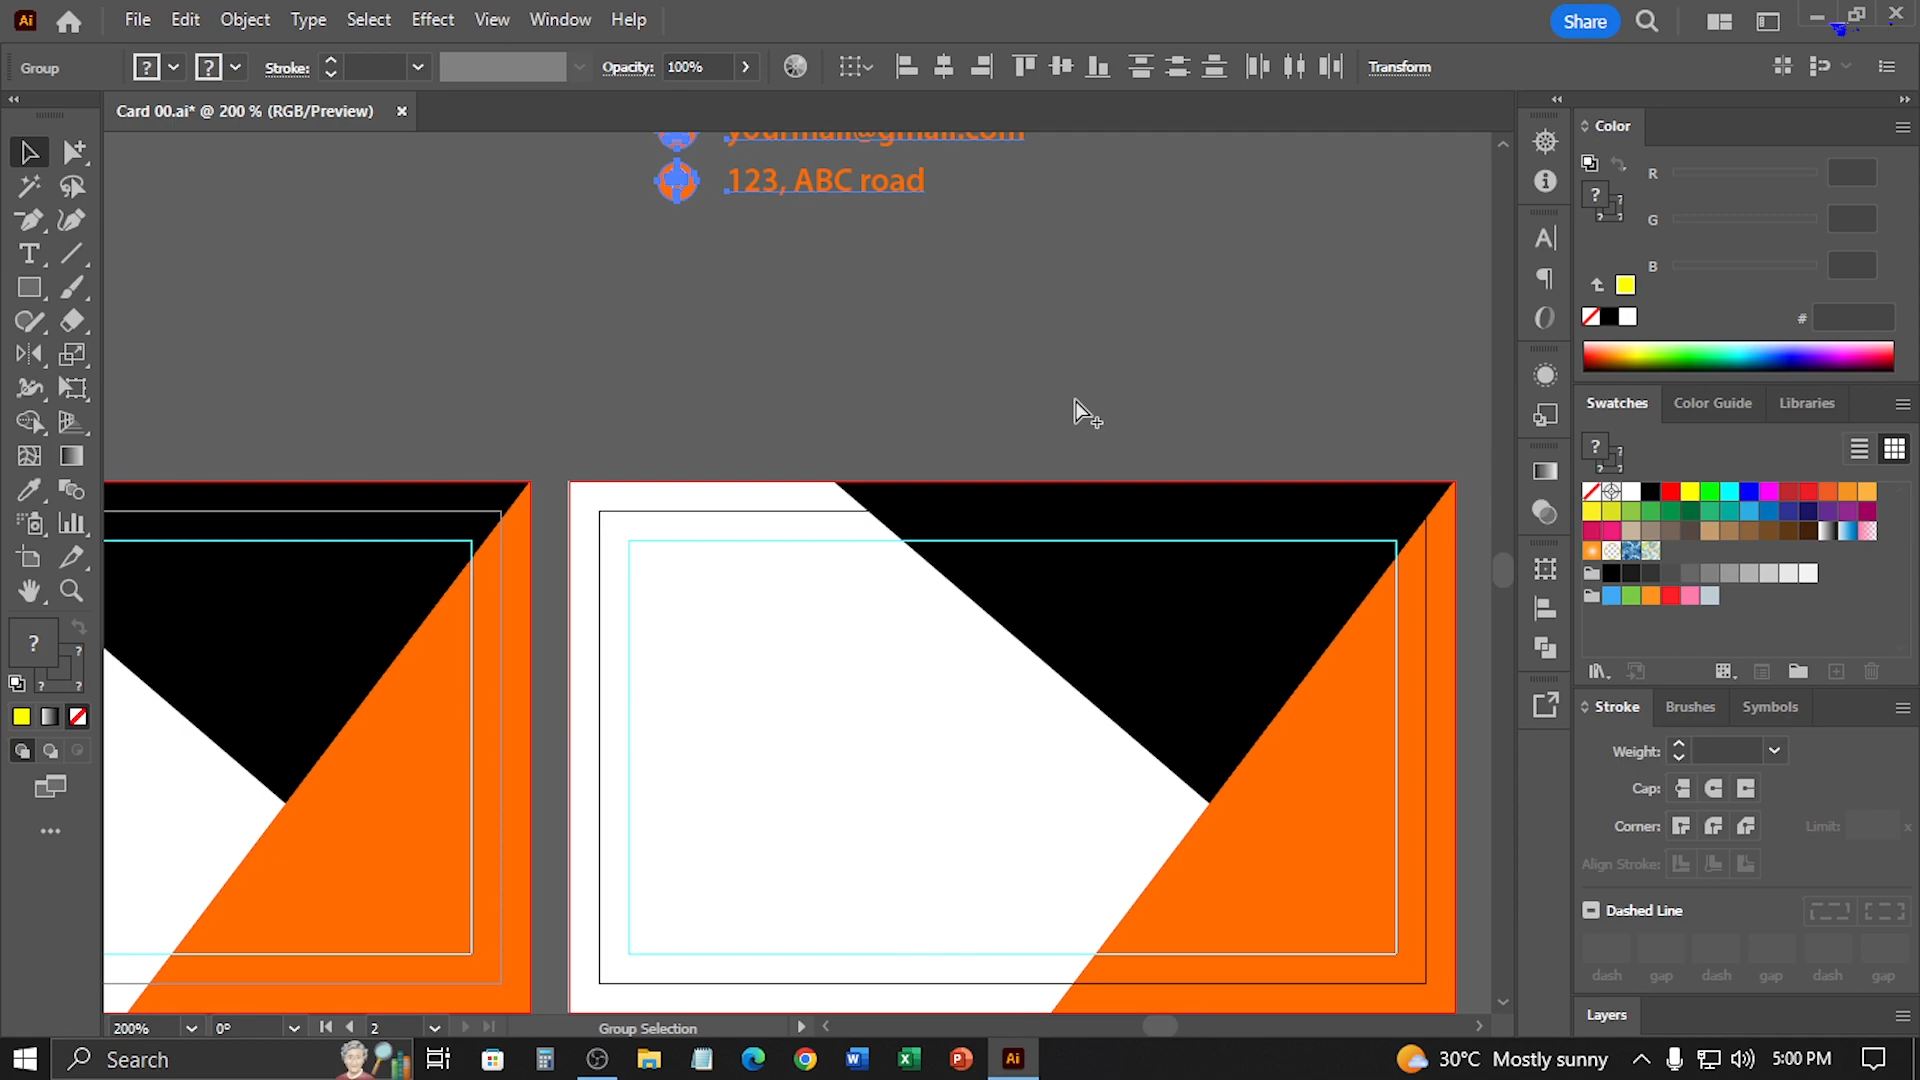 Ai File Edit Object Type Select Effect View Window Help Share
Group ? ? Stroke: Opacity: 100% Transform
Card 00.ai* @ 200 % (RGB/Preview)
yourmail@gmail.com
123, ABC road
Color
R
G
B
#
Swatches Color Guide Libraries
Stroke Brushes Symbols
Weight:
Cap:
Corner: Limit: x
Align Stroke:
Dashed Line
dash gap dash gap dash gap
Layers
200% 0° 2 Group Selection
Search 30°C Mostly sunny 5:00 PM